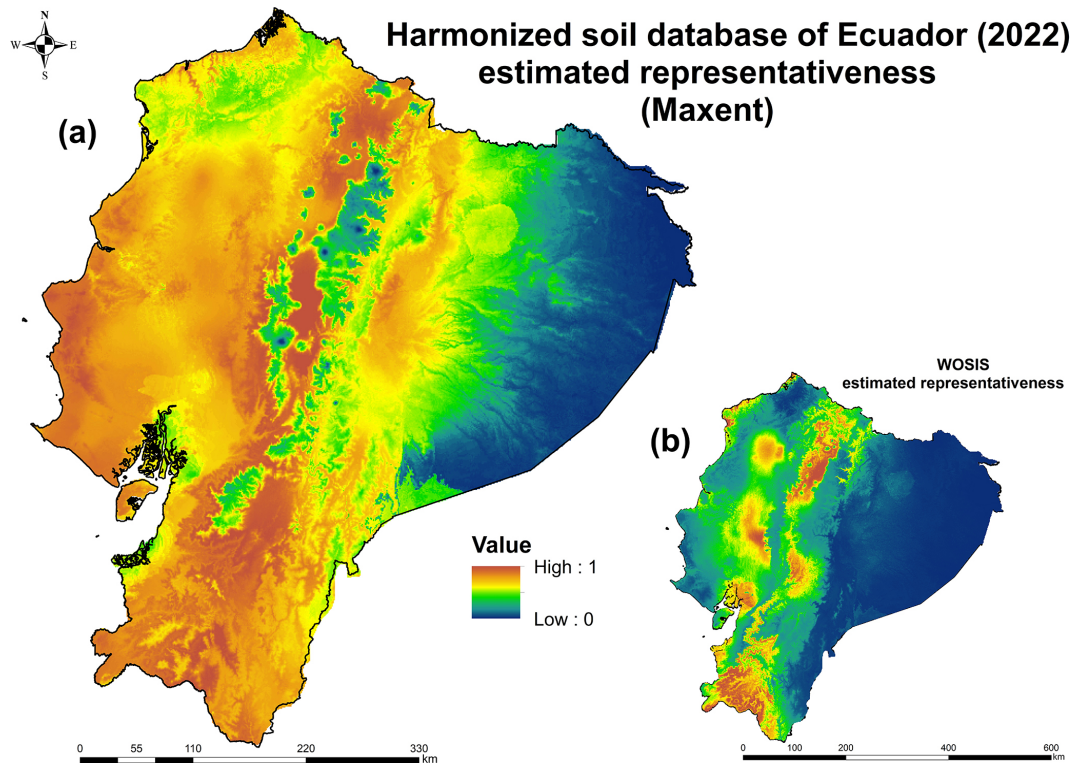 N
W E
S
Harmonized soil database of Ecuador (2022)
estimated representativeness
(Maxent)
(a)
WOSIS
estimated representativeness
(b)
Value
High : 1
Low : 0
0 55 110 220 330
km
0 100 200 400 600
km